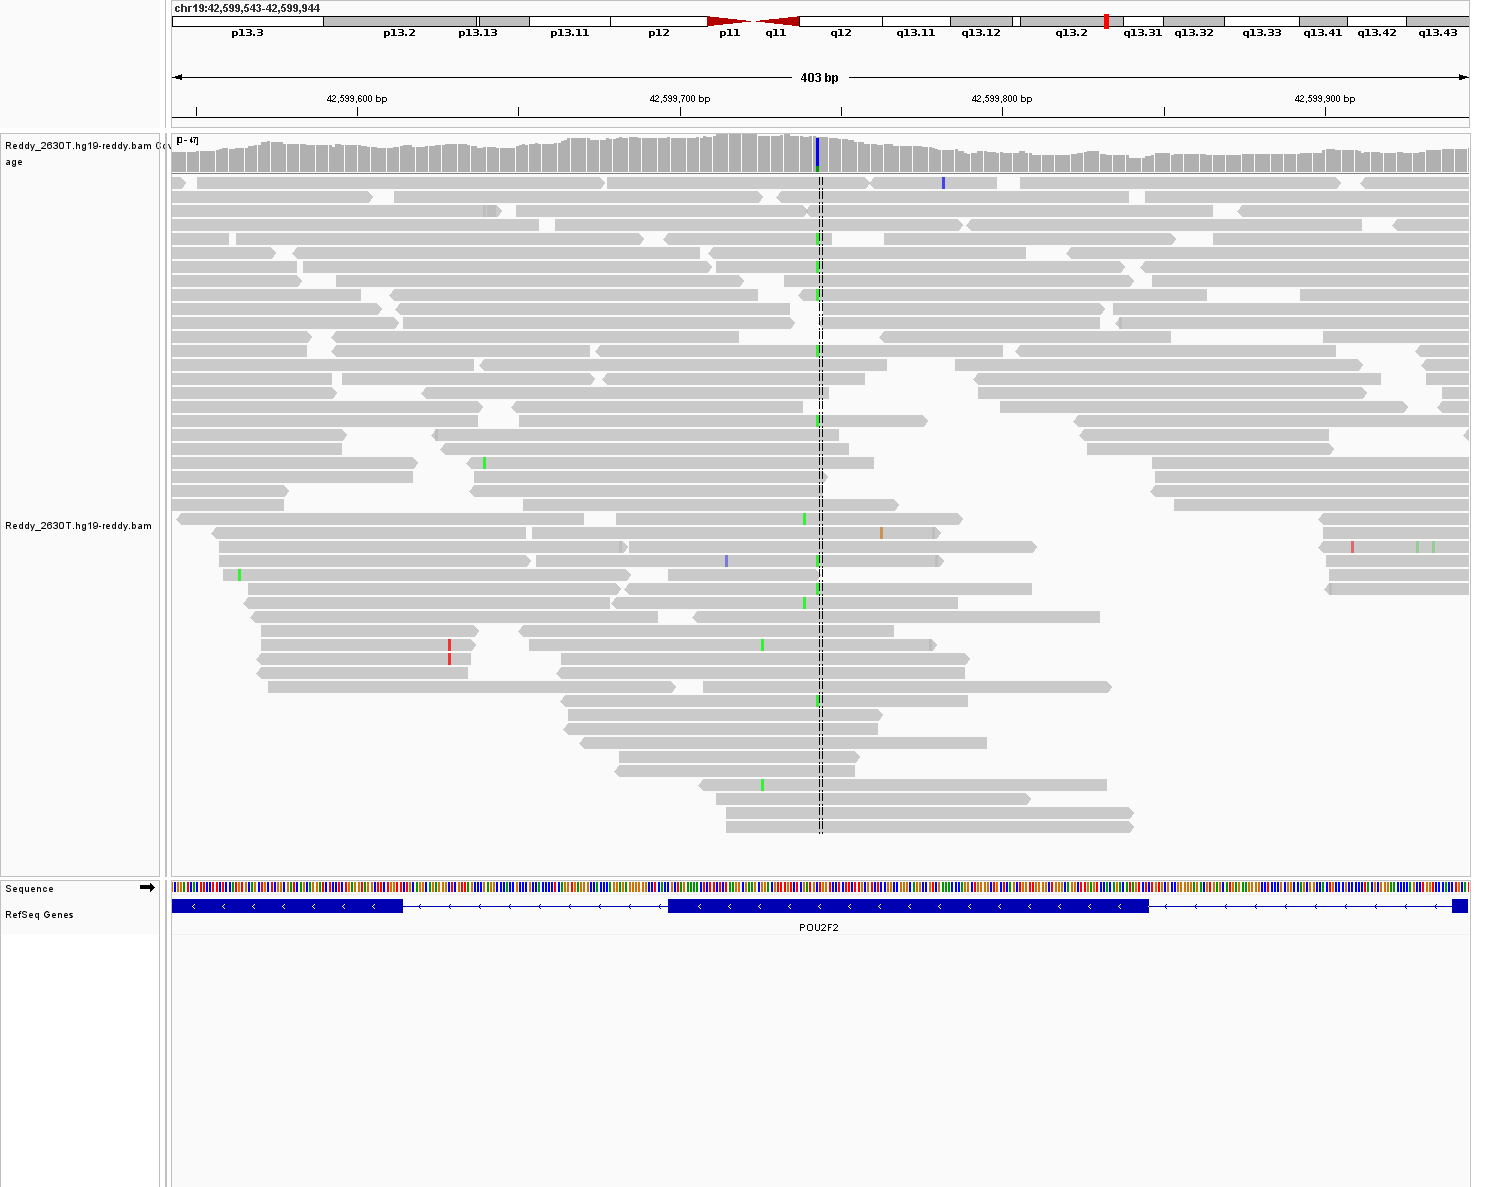 chr19:42,599,543-42,599,944
p13.3 p13.2 p13.13 p13.11 p12 p11 q11 q12 q13.11 q13.12 q13.2 q13.31 q13.32 q13.33 q13.41 q13.42 q13.43
403 bp
42,599,600 bp 42,599,700 bp 42,599,800 bp 42,599,900 bp
[0 - 47]
Reddy_2630T.hg19-reddy.bam Cov
age
Reddy_2630T.hg19-reddy.bam
Sequence
RefSeq Genes
POU2F2